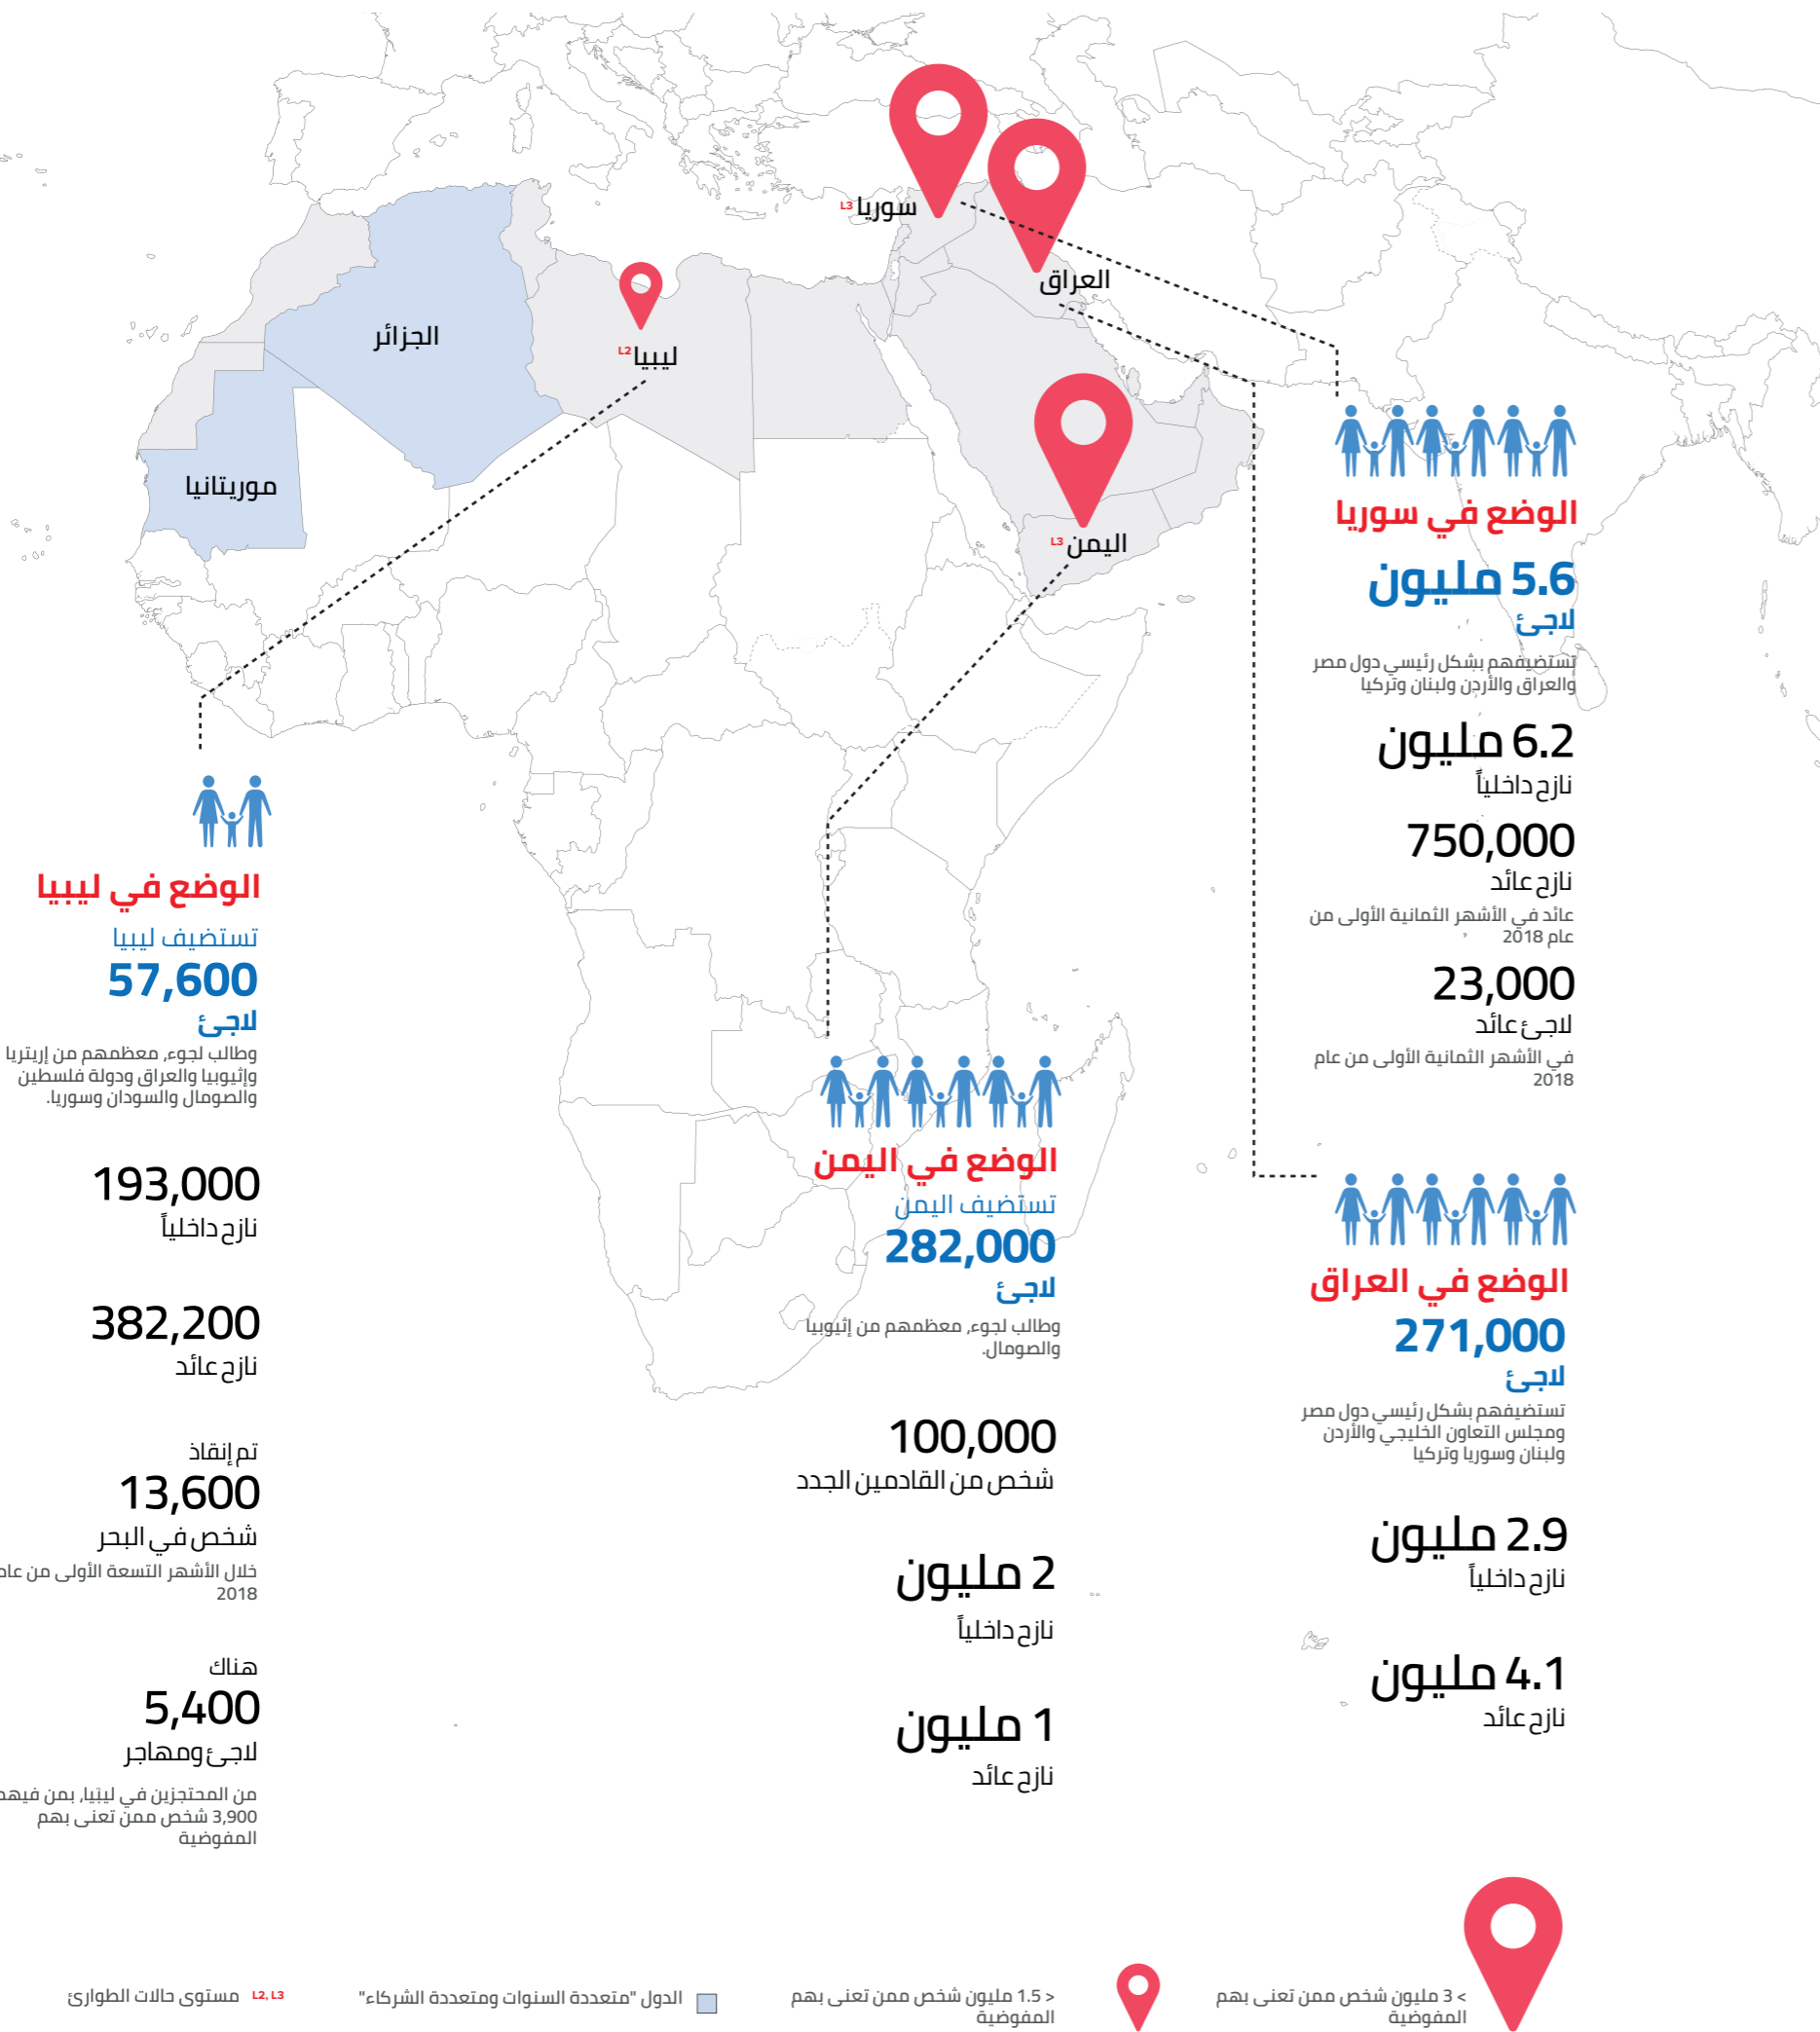 سوريا L3
العراق
الجزائر
ليبيا L2
موريتانيا
اليمن L3
الوضع في سوريا
5.6 مليون
لاجئ
تستضيفهم بشكل رئيسي دول مصر
والعراق والأردن ولبنان وتركيا
6.2 مليون
نازح داخلياً
750,000
نازح عائد
عائد في الأشهر الثمانية الأولى من
عام 2018
23,000
لاجئ عائد
في الأشهر الثمانية الأولى من عام
2018
الوضع في العراق
271,000
لاجئ
تستضيفهم بشكل رئيسي دول مصر
ومجلس التعاون الخليجي والأردن
ولبنان وسوريا وتركيا
2.9 مليون
نازح داخلياً
4.1 مليون
نازح عائد
الوضع في اليمن
تستضيف اليمن
282,000
لاجئ
وطالب لجوء, معظمهم من إثيوبيا
والصومال.
100,000
شخص من القادمين الجدد
2 مليون
نازح داخلياً
1 مليون
نازح عائد
الوضع في ليبيا
تستضيف ليبيا
57,600
لاجئ
وطالب لجوء, معظمهم من إريتريا
وإثيوبيا والعراق ودولة فلسطين
والصومال والسودان وسوريا.
193,000
نازح داخلياً
382,200
نازح عائد
تم إنقاذ
13,600
شخص في البحر
خلال الأشهر التسعة الأولى من عام
2018
هناك
5,400
لاجئ ومهاجر
من المحتجزين في ليبيا, بمن فيهم
3,900 شخص ممن تعنى بهم
المفوضية
> 3 مليون شخص ممن تعنى بهم
المفوضية
< 1.5 مليون شخص ممن تعنى بهم
المفوضية
الدول "متعددة السنوات ومتعددة الشركاء"
L2, L3 مستوى حالات الطوارئ